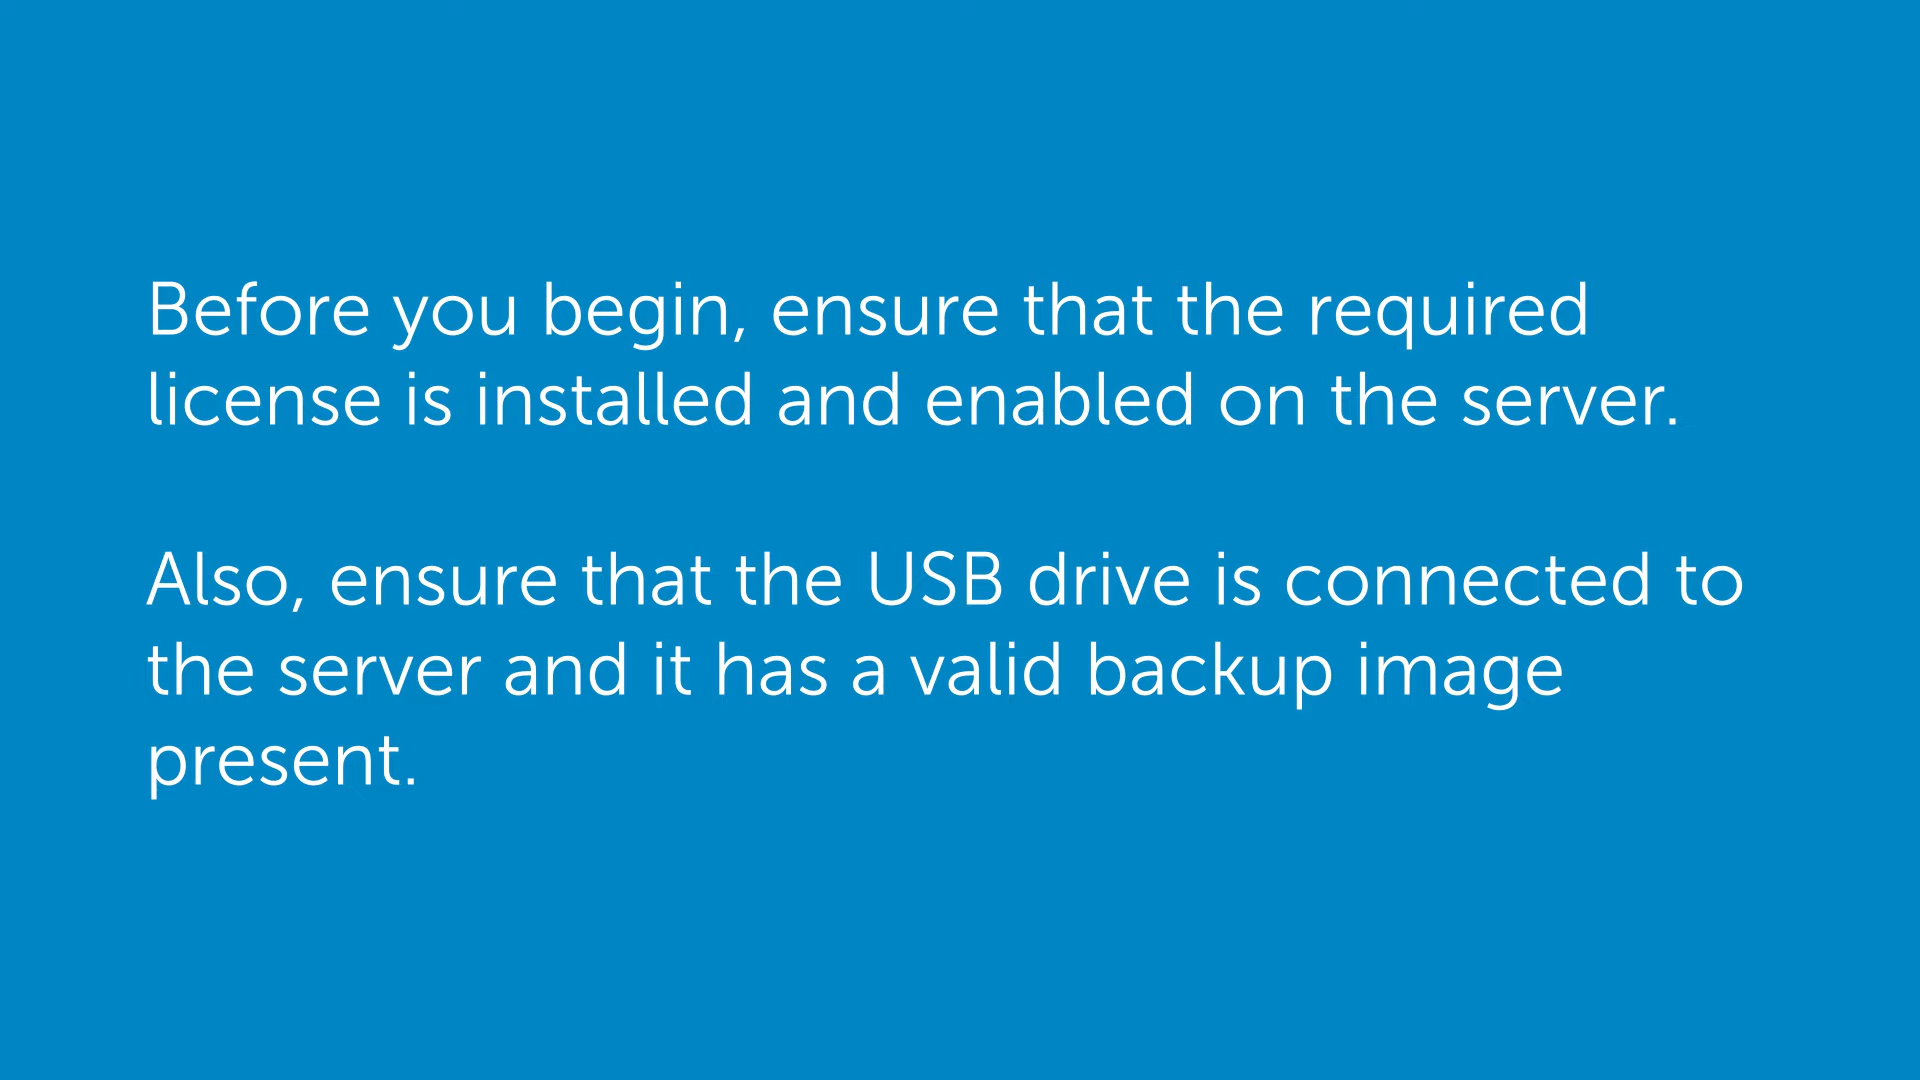 Before you begin, ensure that the required
license is installed and enabled on the server.
Also, ensure that the USB drive is connected to
the server and it has a valid backup image
present.